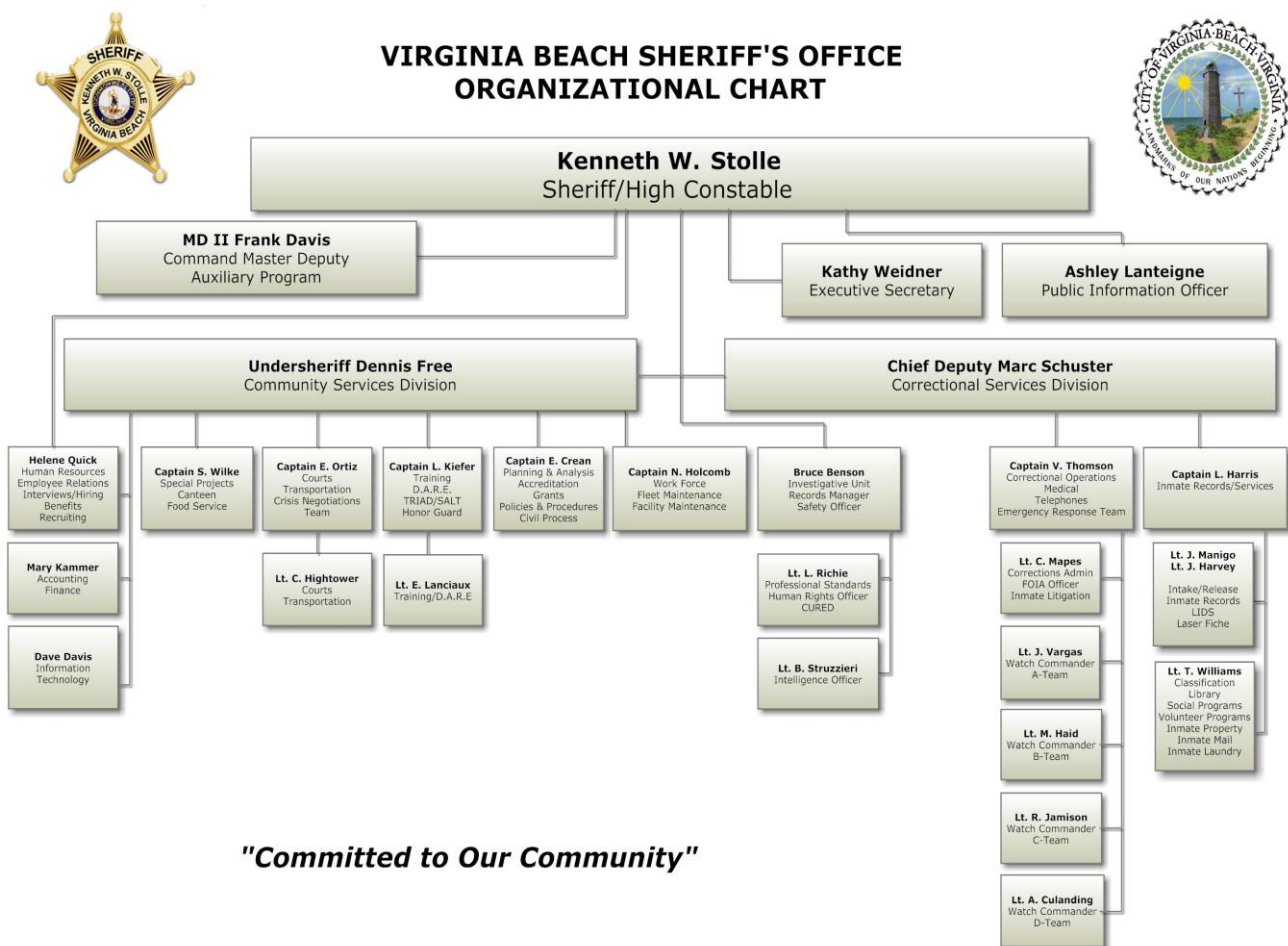 VIRGINIA BEACH SHERIFF'S OFFICE
ORGANIZATIONAL CHART
SHERIFF
KENNETH W. STOLLE
VIRGINIA BEACH
CITY·OF·VIRGINIA·BEACH·VIRGINIA
LANDMARKS OF OUR NATIONS BEGINNING
Kenneth W. Stolle
Sheriff/High Constable
MD II Frank Davis
Command Master Deputy
Auxiliary Program
Kathy Weidner
Executive Secretary
Ashley Lanteigne
Public Information Officer
Undersheriff Dennis Free
Community Services Division
Chief Deputy Marc Schuster
Correctional Services Division
Helene Quick
Human Resources
Employee Relations
Interviews/Hiring
Benefits
Recruiting
Captain S. Wilke
Special Projects
Canteen
Food Service
Captain E. Ortiz
Courts
Transportation
Crisis Negotiations
Team
Captain L. Kiefer
Training
D.A.R.E.
TRIAD/SALT
Honor Guard
Captain E. Crean
Planning & Analysis
Accreditation
Grants
Policies & Procedures
Civil Process
Captain N. Holcomb
Work Force
Fleet Maintenance
Facility Maintenance
Bruce Benson
Investigative Unit
Records Manager
Safety Officer
Captain V. Thomson
Correctional Operations
Medical
Telephones
Emergency Response Team
Captain L. Harris
Inmate Records/Services
Mary Kammer
Accounting
Finance
Dave Davis
Information
Technology
Lt. C. Hightower
Courts
Transportation
Lt. E. Lanciaux
Training/D.A.R.E
Lt. L. Richie
Professional Standards
Human Rights Officer
CURED
Lt. B. Struzzieri
Intelligence Officer
Lt. C. Mapes
Corrections Admin
FOIA Officer
Inmate Litigation
Lt. J. Vargas
Watch Commander
A-Team
Lt. M. Haid
Watch Commander
B-Team
Lt. R. Jamison
Watch Commander
C-Team
Lt. A. Culanding
Watch Commander
D-Team
Lt. J. Manigo
Lt. J. Harvey
Intake/Release
Inmate Records
LIDS
Laser Fiche
Lt. T. Williams
Classification
Library
Social Programs
Volunteer Programs
Inmate Property
Inmate Mail
Inmate Laundry
"Committed to Our Community"